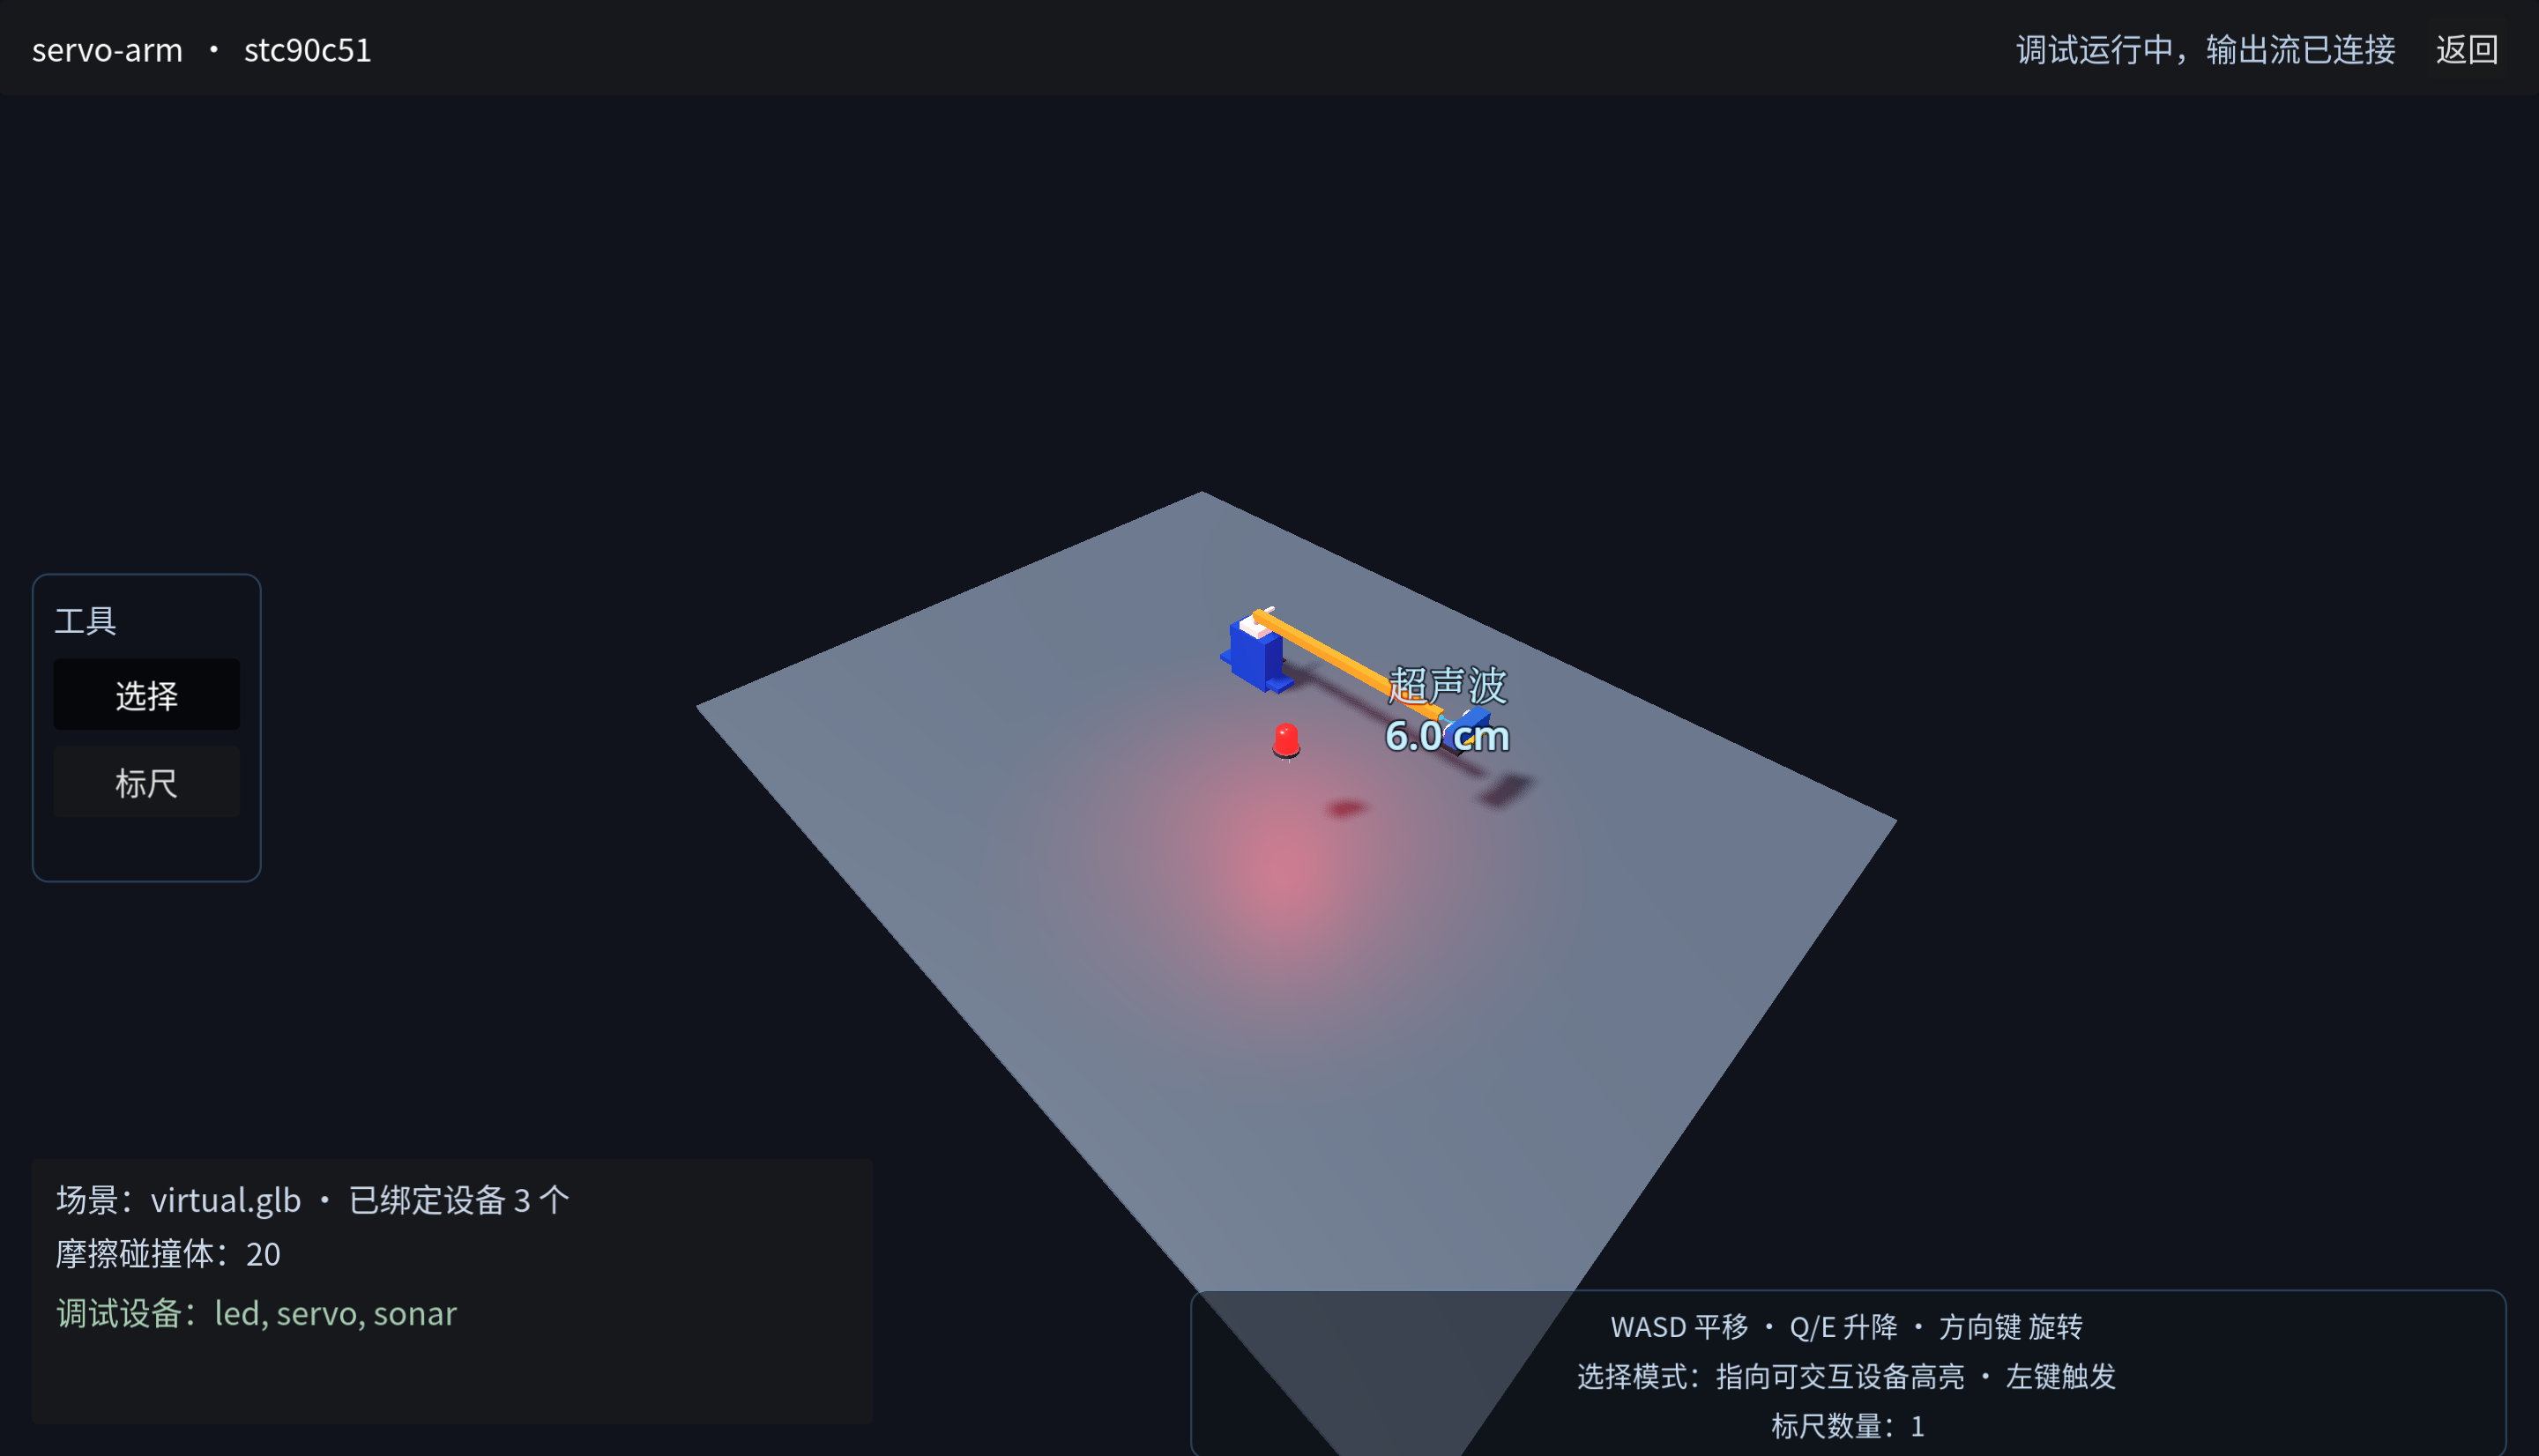 servo-arm · stc90c51
调试运行中，输出流已连接
返回
超声波
6.0 cm
工具
选择
标尺
场景：virtual.glb · 已绑定设备 3 个
摩擦碰撞体：20
调试设备：led, servo, sonar
WASD 平移 · Q/E 升降 · 方向键 旋转
选择模式：指向可交互设备高亮 · 左键触发
标尺数量：1